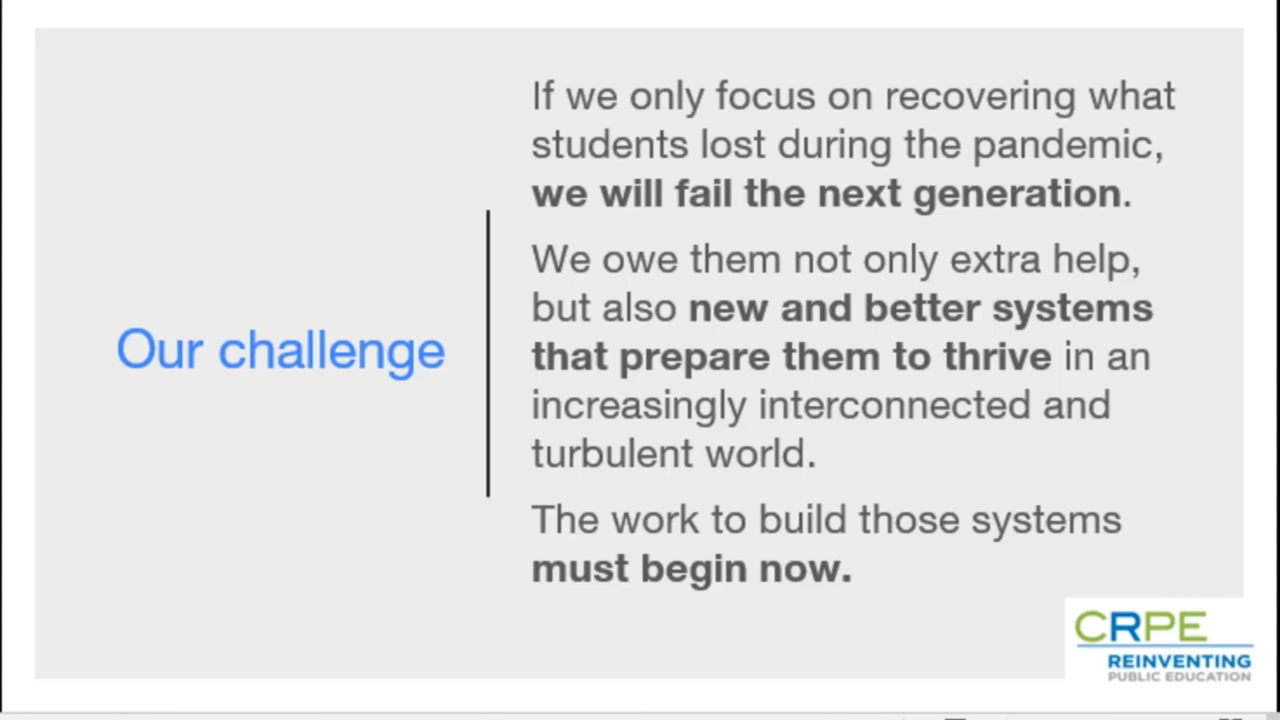 Our challenge
If we only focus on recovering what
students lost during the pandemic,
we will fail the next generation.
We owe them not only extra help,
but also new and better systems
that prepare them to thrive in an
increasingly interconnected and
turbulent world.
The work to build those systems
must begin now.
CRPE
REINVENTING
PUBLIC EDUCATION